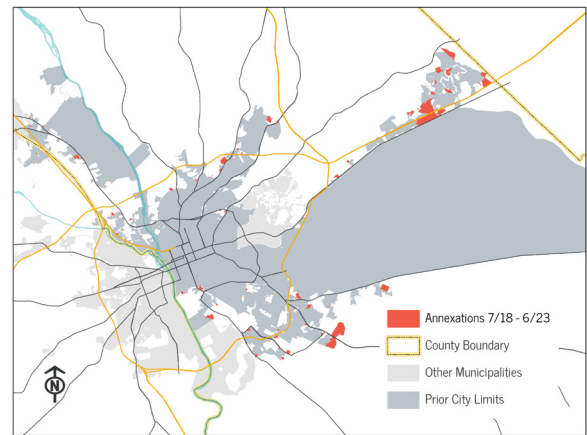 Annexations 7/18 - 6/23
County Boundary
Other Municipalities
N
Prior City Limits